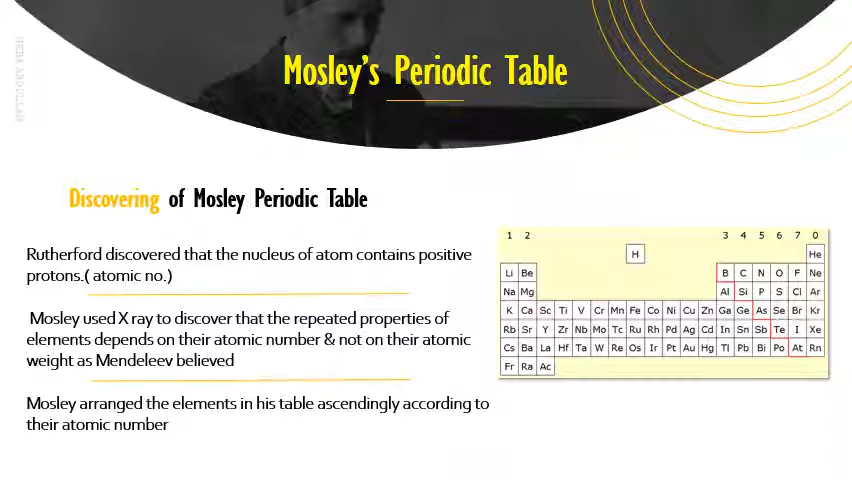 Mosley's Periodic Table
Discovering of Mosley Periodic Table
Rutherford discovered that the nucleus of atom contains positive
protons.( atomic no.)
Mosley used X ray to discover that the repeated properties of
elements depends on their atomic number & not on their atomic
weight as Mendeleev believed
Mosley arranged the elements in his table ascendingly according to
their atomic number
1 2 3 4 5 6 7 0
H He
Li Be B C N O F Ne
Na Mg Al Si P S Cl Ar
K Ca Sc Ti V Cr Mn Fe Co Ni Cu Zn Ga Ge As Se Br Kr
Rb Sr Y Zr Nb Mo Tc Ru Rh Pd Ag Cd In Sn Sb Te I Xe
Cs Ba La Hf Ta W Re Os Ir Pt Au Hg Tl Pb Bi Po At Rn
Fr Ra Ac